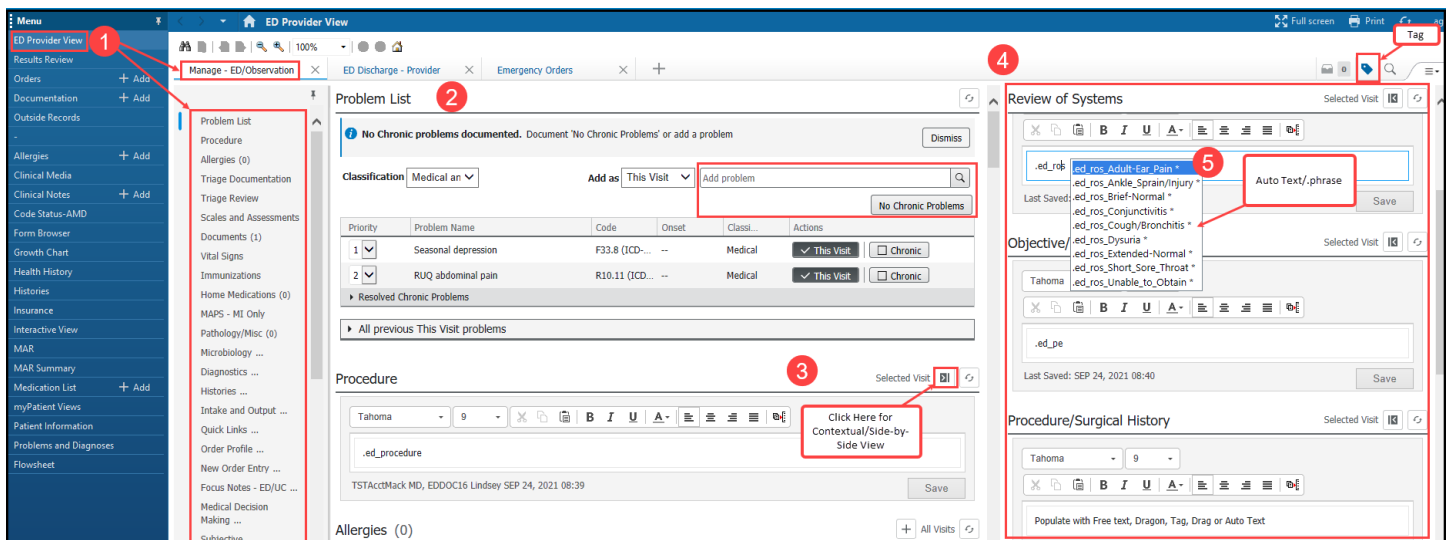 Menu
ED Provider View
Full screen
Print
Tag
ED Provider View
1
Results Review
Orders
+ Add
Documentation
+ Add
Outside Records
-
Allergies
+ Add
Clinical Media
Clinical Notes
+ Add
Code Status-AMD
Form Browser
Growth Chart
Health History
Histories
Insurance
Interactive View
MAR
MAR Summary
Medication List
+ Add
myPatient Views
Patient Information
Problems and Diagnoses
Flowsheet
100%
Manage - ED/Observation
ED Discharge - Provider
Emergency Orders
4
0
Problem List
Procedure
Allergies (0)
Triage Documentation
Triage Review
Scales and Assessments
Documents (1)
Vital Signs
Immunizations
Home Medications (0)
MAPS - MI Only
Pathology/Misc (0)
Microbiology ...
Diagnostics ...
Histories ...
Intake and Output ...
Quick Links ...
Order Profile ...
New Order Entry ...
Focus Notes - ED/UC ...
Medical Decision
Making ...
Subjective
Problem List
2
No Chronic problems documented. Document 'No Chronic Problems' or add a problem
Dismiss
Classification
Medical an
Add as
This Visit
Add problem
No Chronic Problems
Priority
Problem Name
Code
Onset
Classi...
Actions
1
Seasonal depression
F33.8 (ICD-...
--
Medical
This Visit
Chronic
2
RUQ abdominal pain
R10.11 (ICD...
--
Medical
This Visit
Chronic
Resolved Chronic Problems
All previous This Visit problems
Procedure
3
Selected Visit
Click Here for
Contextual/Side-by-
Side View
Tahoma
9
B I U A
.ed_procedure
TSTAcctMack MD, EDDOC16 Lindsey SEP 24, 2021 08:39
Save
Allergies (0)
+ All Visits
Review of Systems
Selected Visit
B I U A
.ed_ros
5
.ed_ros_Adult-Ear_Pain *
.ed_ros_Ankle_Sprain/Injury *
.ed_ros_Brief-Normal *
.ed_ros_Conjunctivitis *
.ed_ros_Cough/Bronchitis *
.ed_ros_Dysuria *
.ed_ros_Extended-Normal *
.ed_ros_Short_Sore_Throat *
.ed_ros_Unable_to_Obtain *
Auto Text/.phrase
Last Saved:
Save
Objective/
Selected Visit
Tahoma
B I U A
.ed_pe
Last Saved: SEP 24, 2021 08:40
Save
Procedure/Surgical History
Selected Visit
Tahoma
9
B I U A
Populate with Free text, Dragon, Tag, Drag or Auto Text